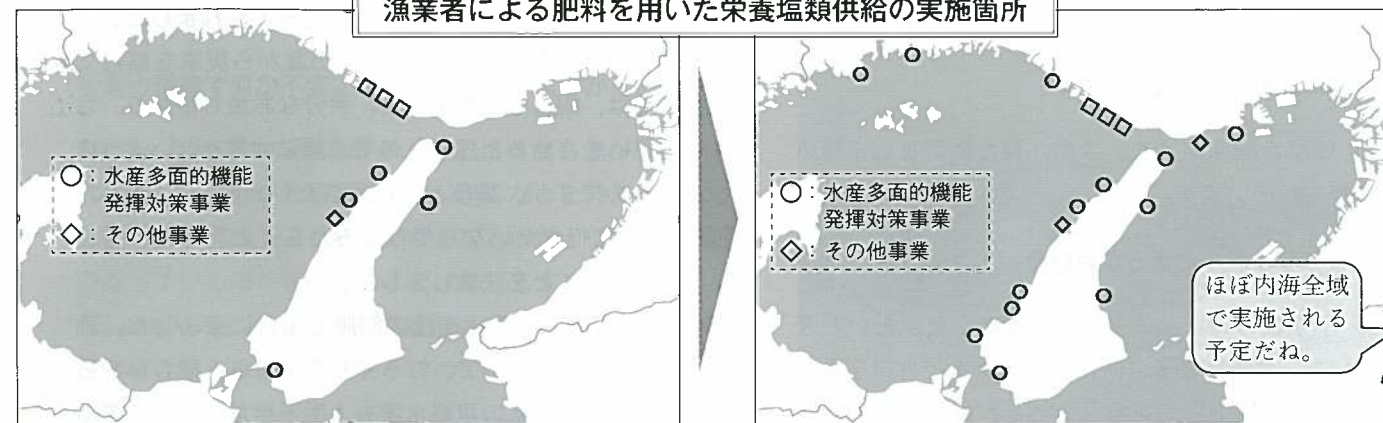 漁業者による肥料を用いた栄養塩類供給の実施箇所
○：水産多面的機能
発揮対策事業
◇：その他事業
○：水産多面的機能
発揮対策事業
◇：その他事業
ほぼ内海全域
で実施される
予定だね。